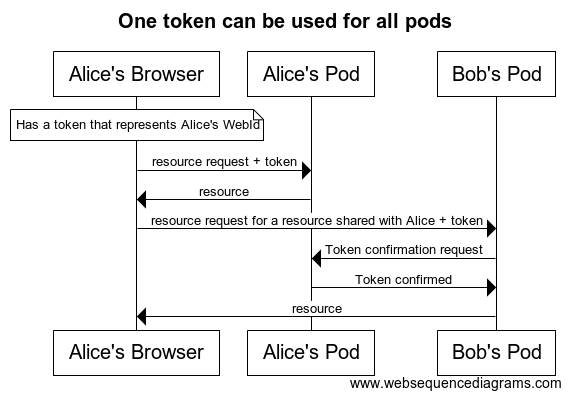 One token can be used for all pods
Alice's Browser
Alice's Pod
Bob's Pod
Has a token that represents Alice's WebId
resource request + token
resource
resource request for a resource shared with Alice + token
Token confirmation request
Token confirmed
resource
Alice's Browser
Alice's Pod
Bob's Pod
www.websequencediagrams.com